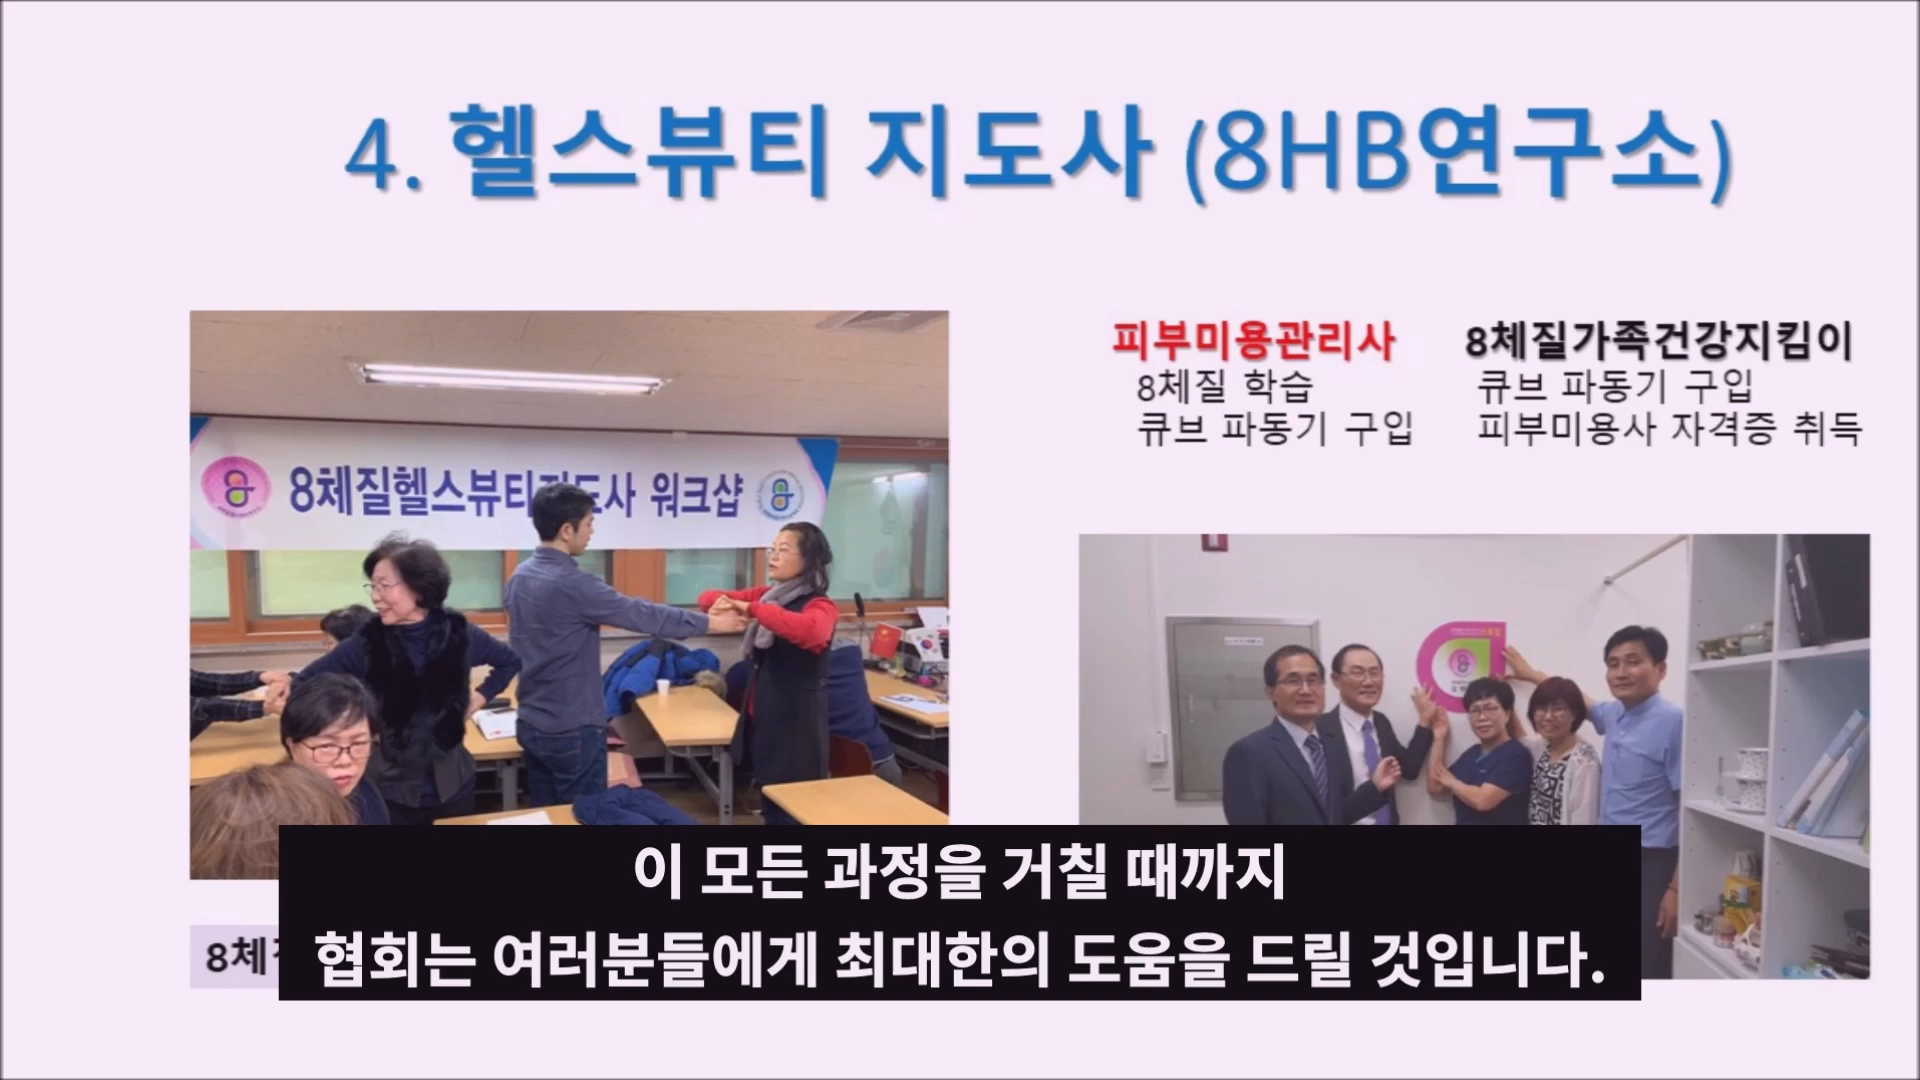 4. 헬스뷰티 지도사 (8HB연구소)
피부미용관리사
8체질 학습
큐브 파동기 구입
8체질가족건강지킴이
큐브 파동기 구입
피부미용사 자격증 취득
8체질헬스뷰티지도사 워크샵
8체
이 모든 과정을 거칠 때까지
협회는 여러분들에게 최대한의 도움을 드릴 것입니다.